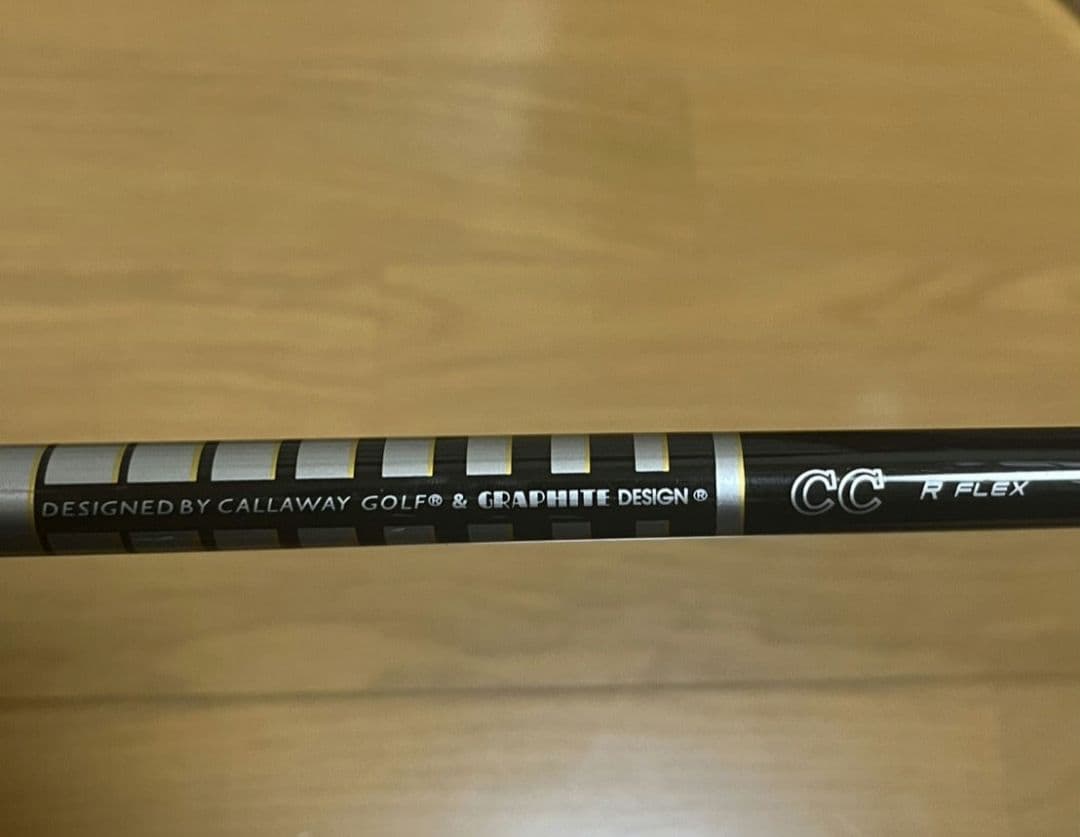 DESIGNED BY CALLAWAY GOLF® & GRAPHITE DESIGN ® CC R FLEX